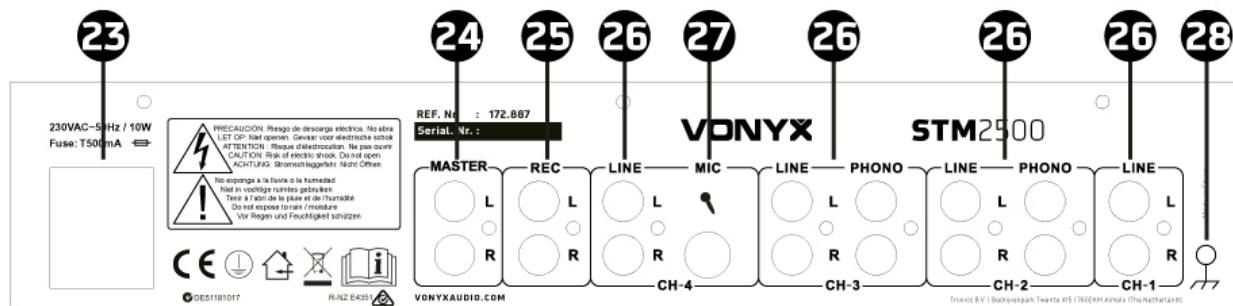 23 24 25 26 27 26 26 26 28
230VAC~50Hz / 10W
Fuse: T500mA
PRECAUCIÓN: Riesgo de descarga eléctrica. No abra
LET OP: Niet openen. Gevaar voor elektrische schok
ATTENTION : Risque d'électrocution. Ne pas ouvrir
CAUTION: Risk of electric shock. Do not open
ACHTUNG: Stromschlaggefahr. Nicht Öffnen
No exponga a la lluvia o la humedad
Niet in vochtige ruimtes gebruiken
Tenir à l'abri de la pluie et de l'humidité
Do not expose to rain / moisture
Vor Regen und Feuchtigkeit schützen
CE
DE51181017
R-NZ E4351
REF. Nr. : 172.887
Serial. Nr. :
VONYX
STM2500
MASTER REC LINE MIC LINE PHONO LINE PHONO LINE
L L L L L L
R R R R R R
CH-4 CH-3 CH-2 CH-1
VONYXAUDIO.COM
Tronios B.V. | Bedrijvenpark Twente 415 | 7602KM Almelo |The Netherlands